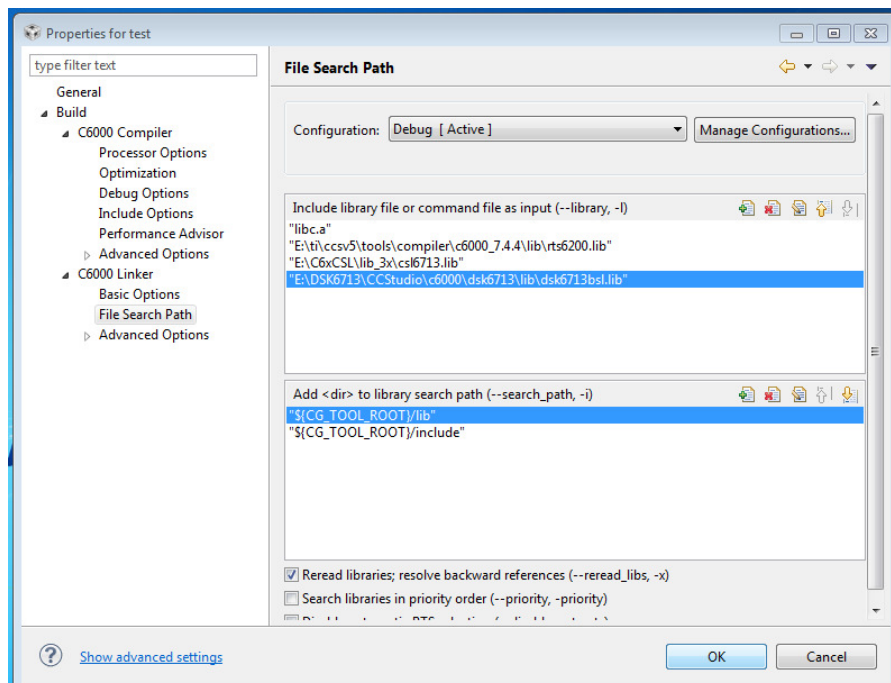 Properties for test
type filter text
File Search Path
General
Build
C6000 Compiler
Processor Options
Optimization
Debug Options
Include Options
Performance Advisor
Advanced Options
C6000 Linker
Basic Options
File Search Path
Advanced Options
Configuration: Debug [ Active ] Manage Configurations...
Include library file or command file as input (--library, -l)
"libc.a"
"E:\ti\ccsv5\tools\compiler\c6000_7.4.4\lib\rts6200.lib"
"E:\C6xCSL\lib_3x\csl6713.lib"
"E:\DSK6713\CCStudio\c6000\dsk6713\lib\dsk6713bsl.lib"
Add <dir> to library search path (--search_path, -i)
"${CG_TOOL_ROOT}/lib"
"${CG_TOOL_ROOT}/include"
Reread libraries; resolve backward references (--reread_libs, -x)
Search libraries in priority order (--priority, -priority)
Show advanced settings
OK Cancel